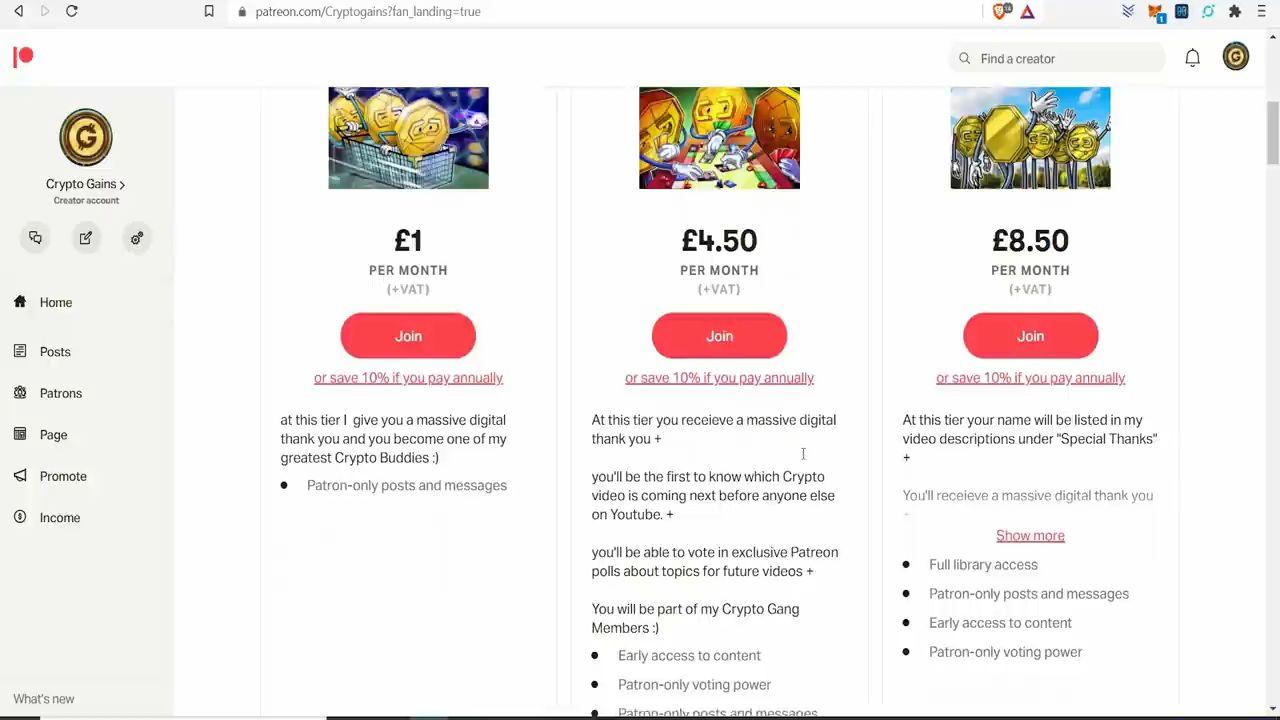 patreon.com/Cryptogains?fan_landing=true
Find a creator
Crypto Gains
Creator account
Home
Posts
Patrons
Page
Promote
Income
What's new
£1
PER MONTH
(+VAT)
Join
or save 10% if you pay annually
at this tier I give you a massive digital
thank you and you become one of my
greatest Crypto Buddies :)
Patron-only posts and messages
£4.50
PER MONTH
(+VAT)
Join
or save 10% if you pay annually
At this tier you receieve a massive digital
thank you +
you'll be the first to know which Crypto
video is coming next before anyone else
on Youtube. +
you'll be able to vote in exclusive Patreon
polls about topics for future videos +
You will be part of my Crypto Gang
Members :)
Early access to content
Patron-only voting power
Patron-only posts and messages
£8.50
PER MONTH
(+VAT)
Join
or save 10% if you pay annually
At this tier your name will be listed in my
video descriptions under "Special Thanks"
+
You'll receieve a massive digital thank you
Show more
Full library access
Patron-only posts and messages
Early access to content
Patron-only voting power